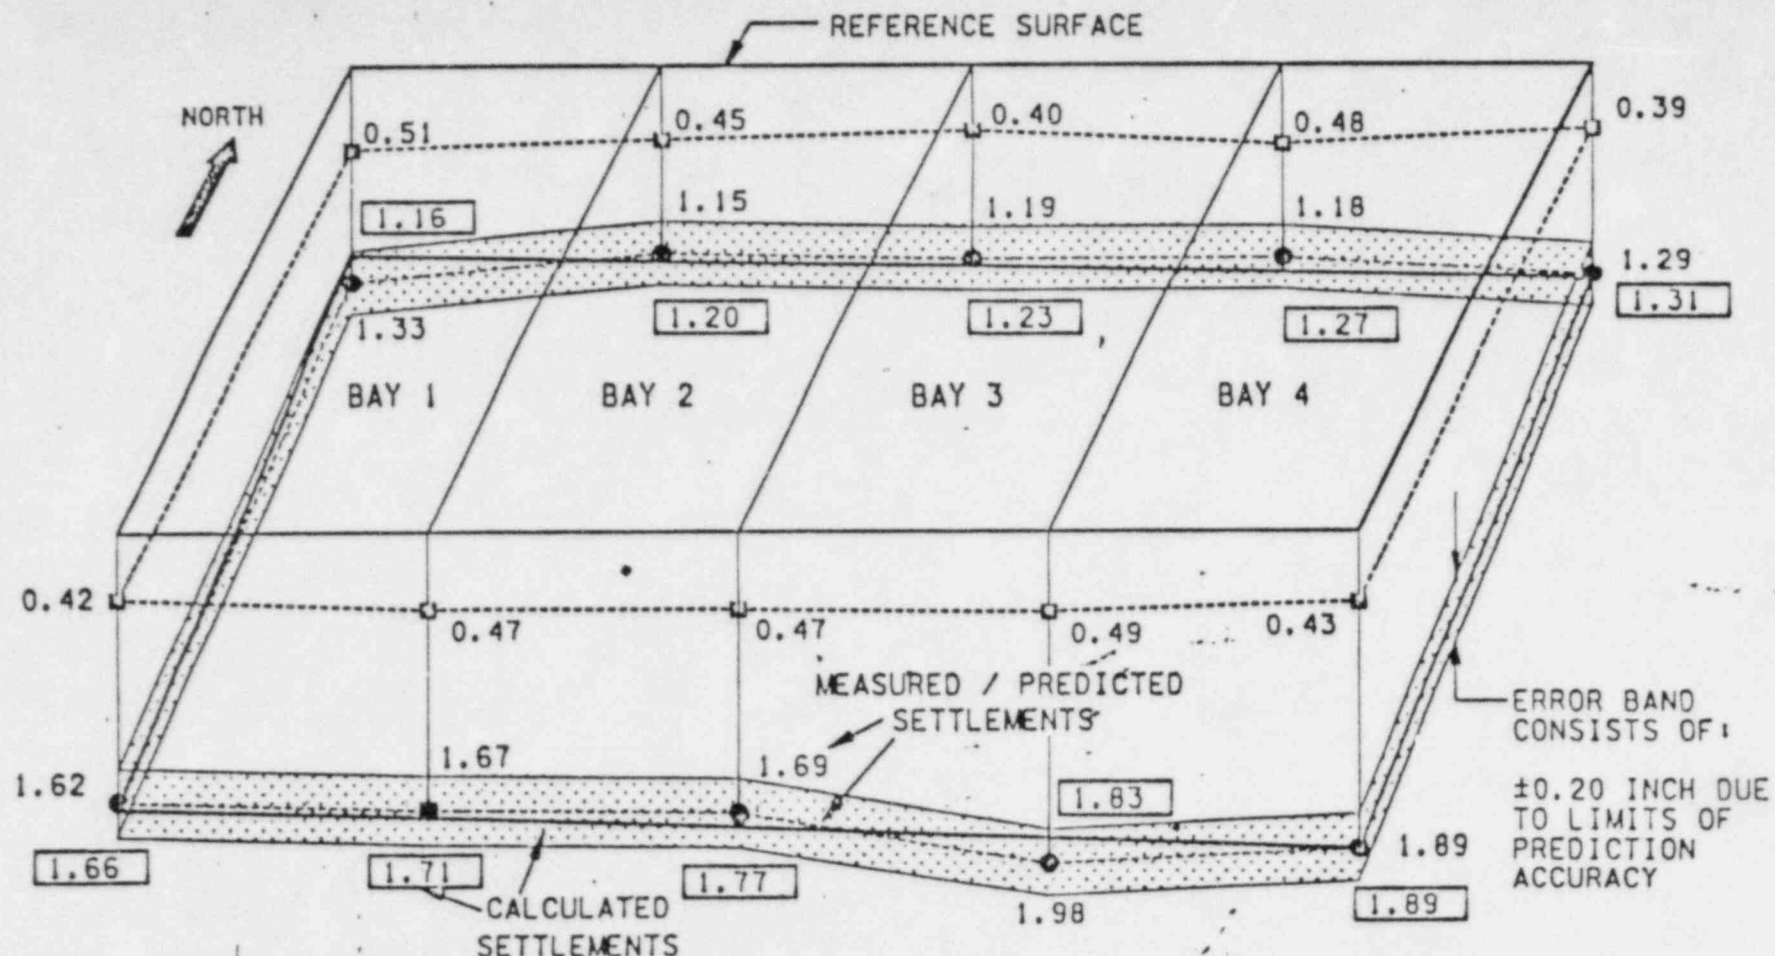 REFERENCE SURFACE
NORTH
0.51
0.45
0.40
0.48
0.39
1.16
1.15
1.19
1.18
1.29
1.31
1.33
1.20
1.23
1.27
BAY 1
BAY 2
BAY 3
BAY 4
0.42
0.47
0.47
0.49
0.43
MEASURED / PREDICTED
SETTLEMENTS
ERROR BAND
CONSISTS OF:
±0.20 INCH DUE
TO LIMITS OF
PREDICTION
ACCURACY
1.62
1.67
1.69
1.83
1.89
1.66
1.71
1.77
1.98
1.89
CALCULATED
SETTLEMENTS